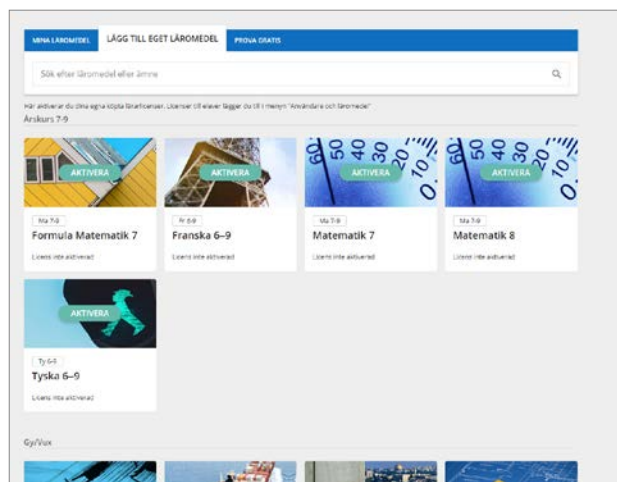 MINA LÄROMEDEL LÄGG TILL EGET LÄROMEDEL PROVA GRATIS
Sök efter läromedel eller ämne
Här aktiverar du dina egna köpta lärarlicenser. Licenser till elever lägger du till i menyn "Användare och läromedel"
Årskurs 7-9
AKTIVERA AKTIVERA AKTIVERA AKTIVERA
Ma 7-9 Fr 6-9 Ma 7-9 Ma 7-9
Formula Matematik 7 Franska 6–9 Matematik 7 Matematik 8
Licens inte aktiverad Licens inte aktiverad Licens inte aktiverad Licens inte aktiverad
AKTIVERA
Ty 6-9
Tyska 6–9
Licens inte aktiverad
Gy/Vux